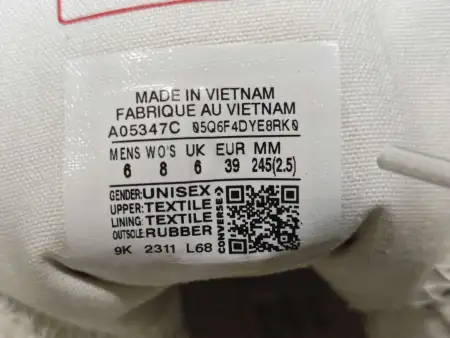 MADE IN VIETNAM
FABRIQUE AU VIETNAM
A05347C 05Q6F4DYE8RK0
MENS WO'S UK EUR MM
6 8 6 39 245(2.5)
GENDER: UNISEX
UPPER: TEXTILE
LINING: TEXTILE
OUTSOLE: RUBBER
CONVERSE
9K 2311 L68